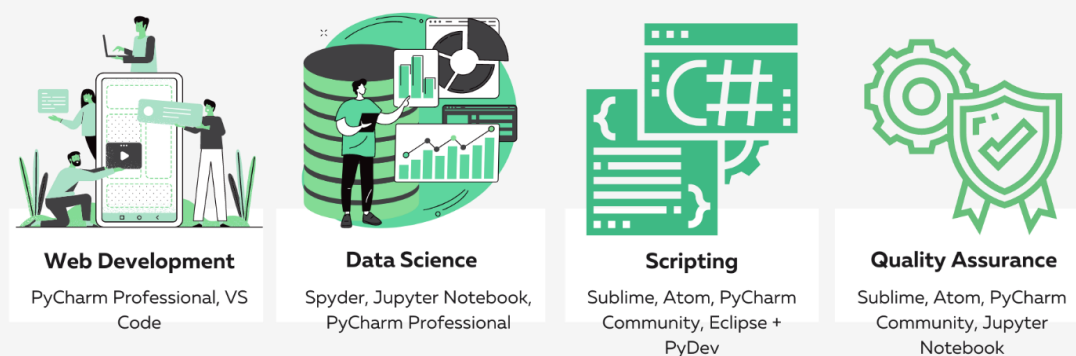 C#
Web Development
PyCharm Professional, VS
Code
Data Science
Spyder, Jupyter Notebook,
PyCharm Professional
Scripting
Sublime, Atom, PyCharm
Community, Eclipse +
PyDev
Quality Assurance
Sublime, Atom, PyCharm
Community, Jupyter
Notebook